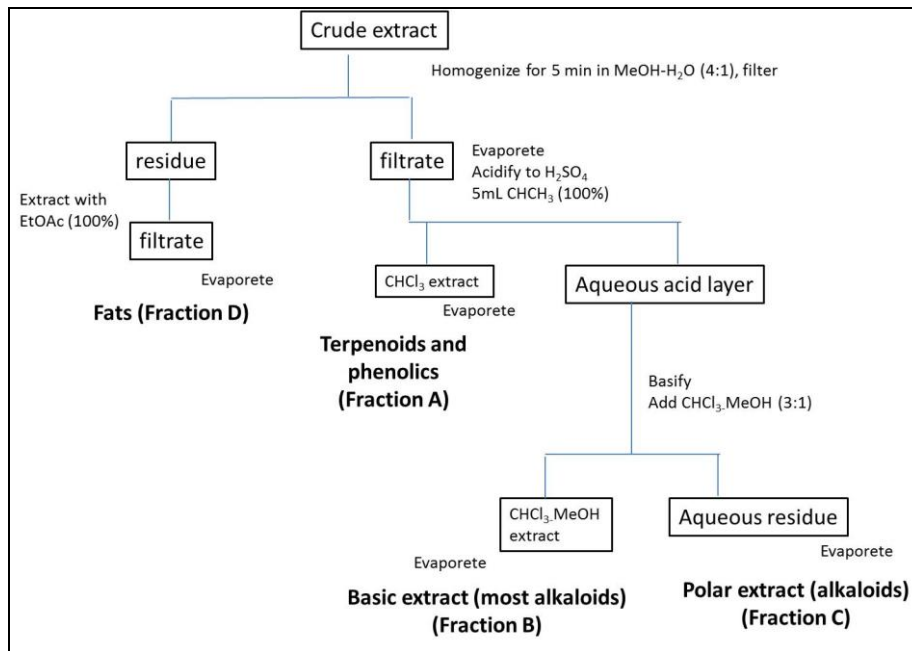 Crude extract
Homogenize for 5 min in MeOH-H₂O (4:1), filter
residue
filtrate
Evaporete
Acidify to H₂SO₄
5mL CHCH₃ (100%)
Extract with
EtOAc (100%)
filtrate
Evaporete
Fats (Fraction D)
CHCl₃ extract
Evaporete
Terpenoids and
phenolics
(Fraction A)
Aqueous acid layer
Basify
Add CHCl₃-MeOH (3:1)
CHCl₃-MeOH
extract
Evaporete
Basic extract (most alkaloids)
(Fraction B)
Aqueous residue
Evaporete
Polar extract (alkaloids)
(Fraction C)